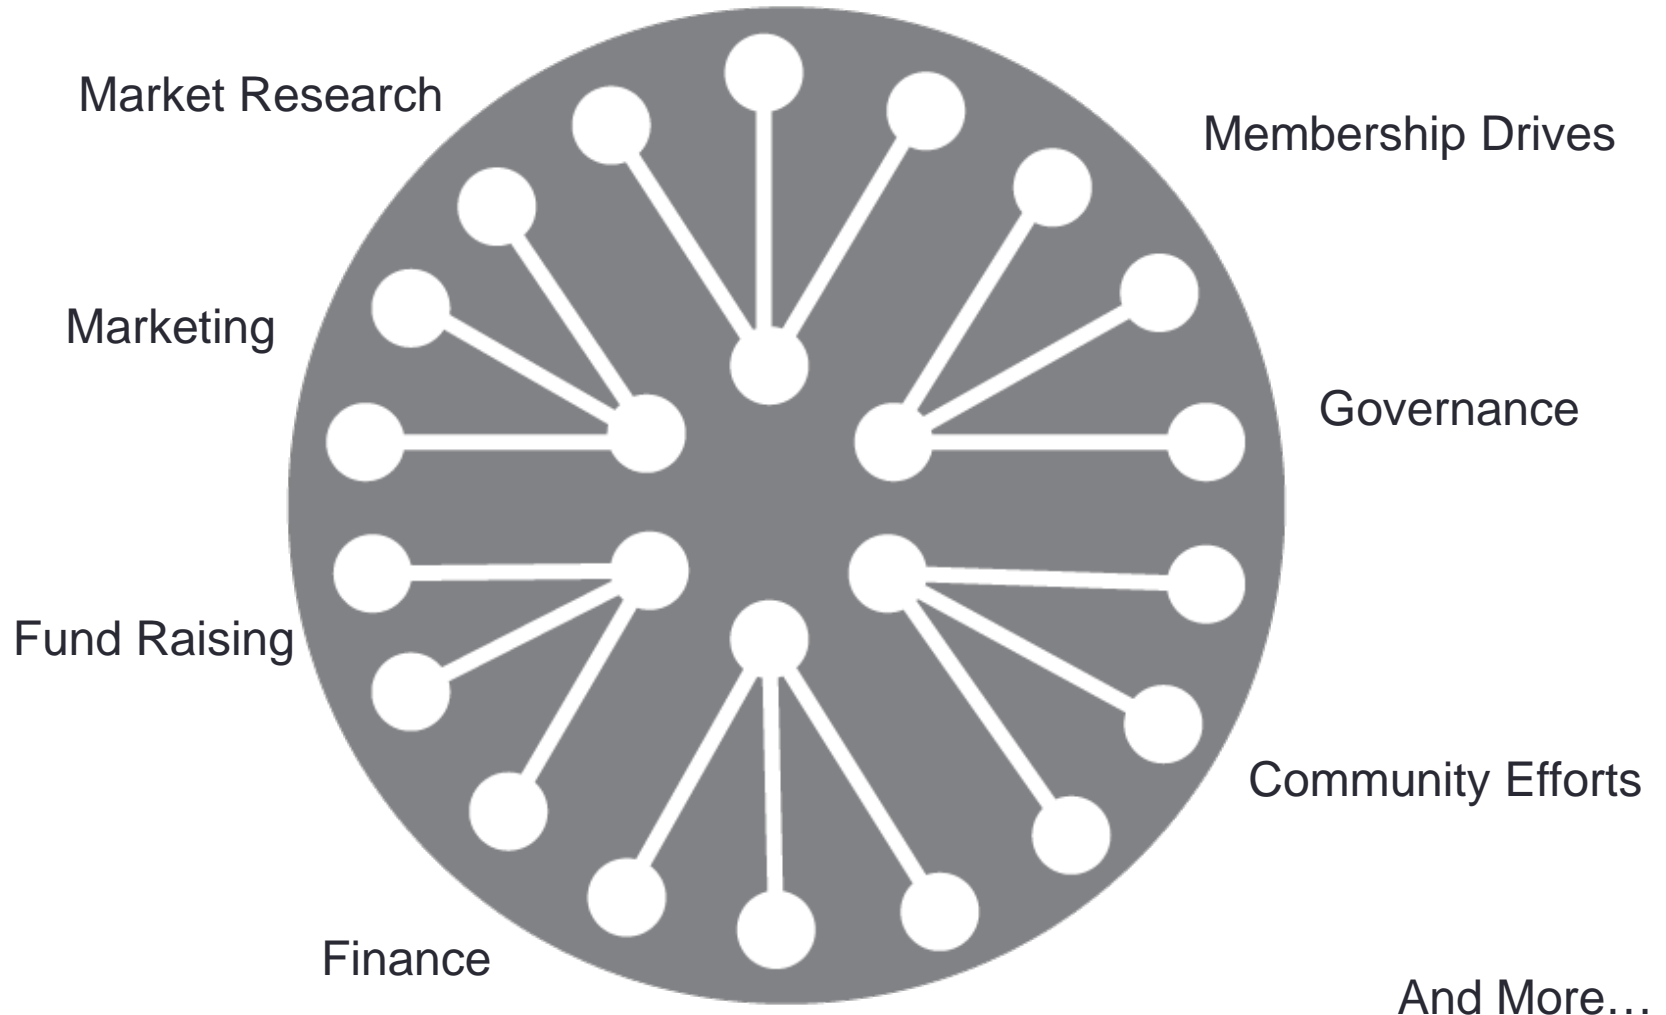 Market Research
Membership Drives
Marketing
Governance
Fund Raising
Community Efforts
Finance
And More…